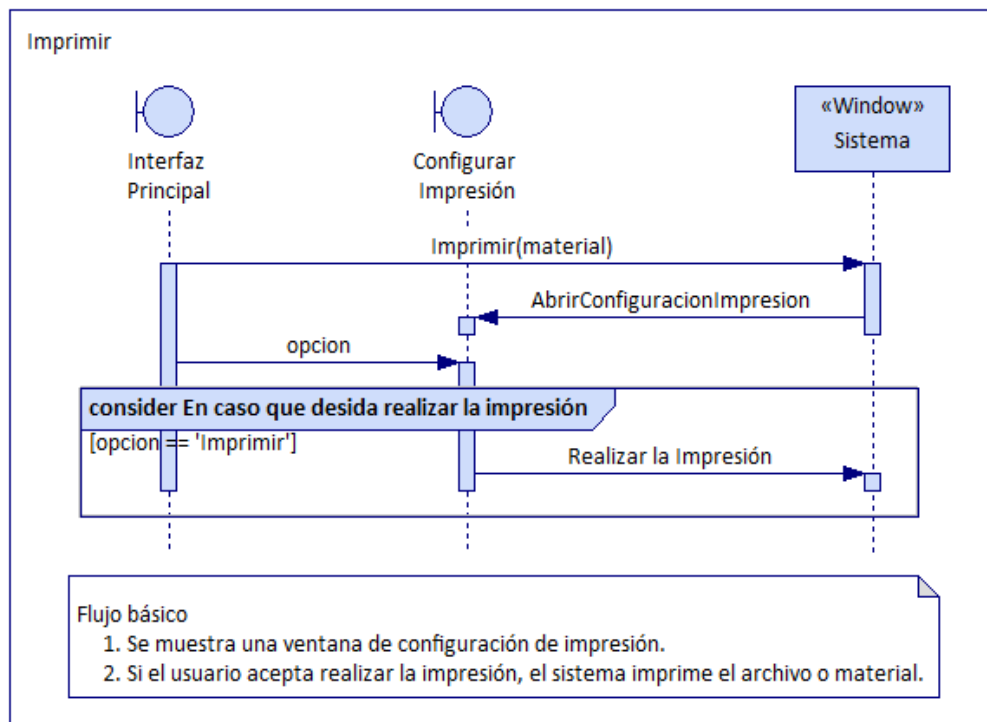 Imprimir
Interfaz
Principal
Configurar
Impresión
«Window»
Sistema
Imprimir(material)
AbrirConfiguracionImpresion
opcion
consider En caso que desida realizar la impresión
[opcion == 'Imprimir']
Realizar la Impresión
Flujo básico
1. Se muestra una ventana de configuración de impresión.
2. Si el usuario acepta realizar la impresión, el sistema imprime el archivo o material.